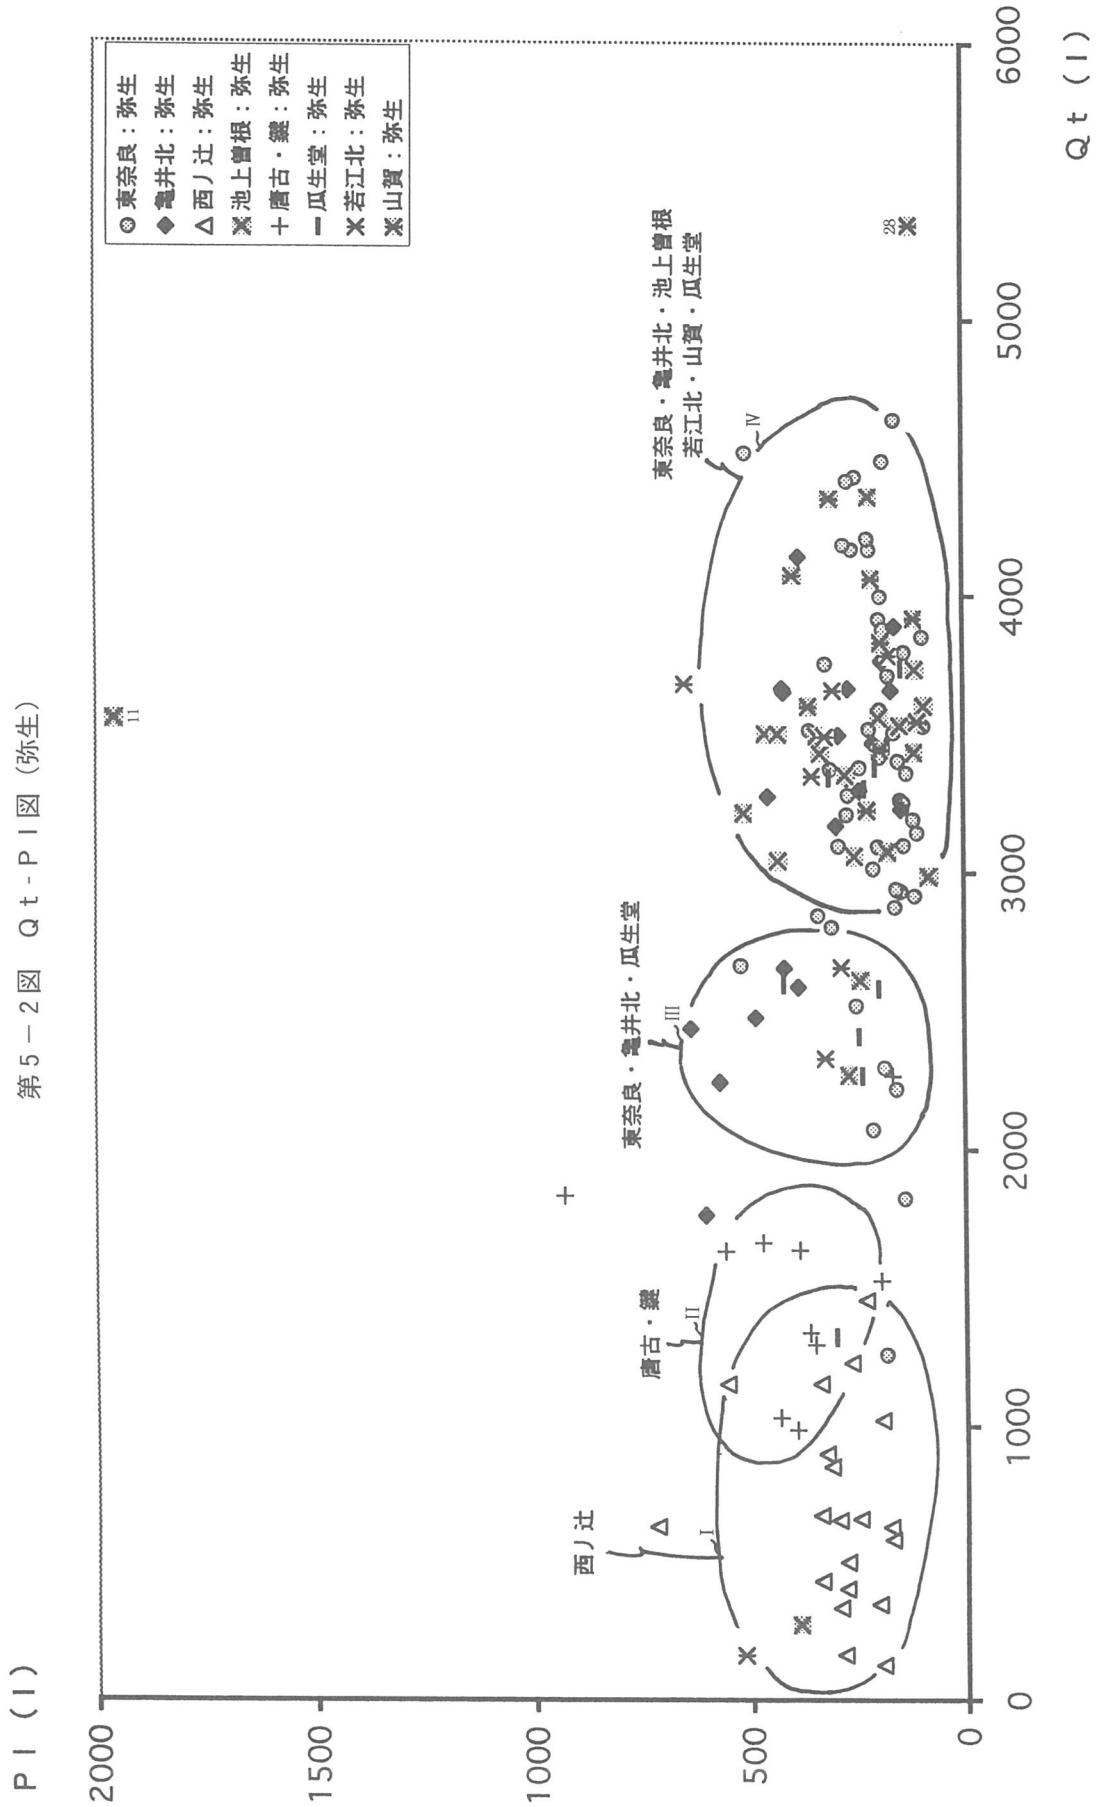 第5－2図 Qt-PI図 (弥生)
PI (I)
2000
1500
1000
500
0
0
1000
2000
3000
4000
5000
6000
Qt (I)
東奈良：弥生
亀井北：弥生
西ノ辻：弥生
池上曽根：弥生
唐古・鍵：弥生
瓜生堂：弥生
若江北：弥生
山賀：弥生
11
28
西ノ辻
I
唐古・鍵
II
東奈良・亀井北・瓜生堂
III
東奈良・亀井北・池上曽根
若江北・山賀・瓜生堂
IV